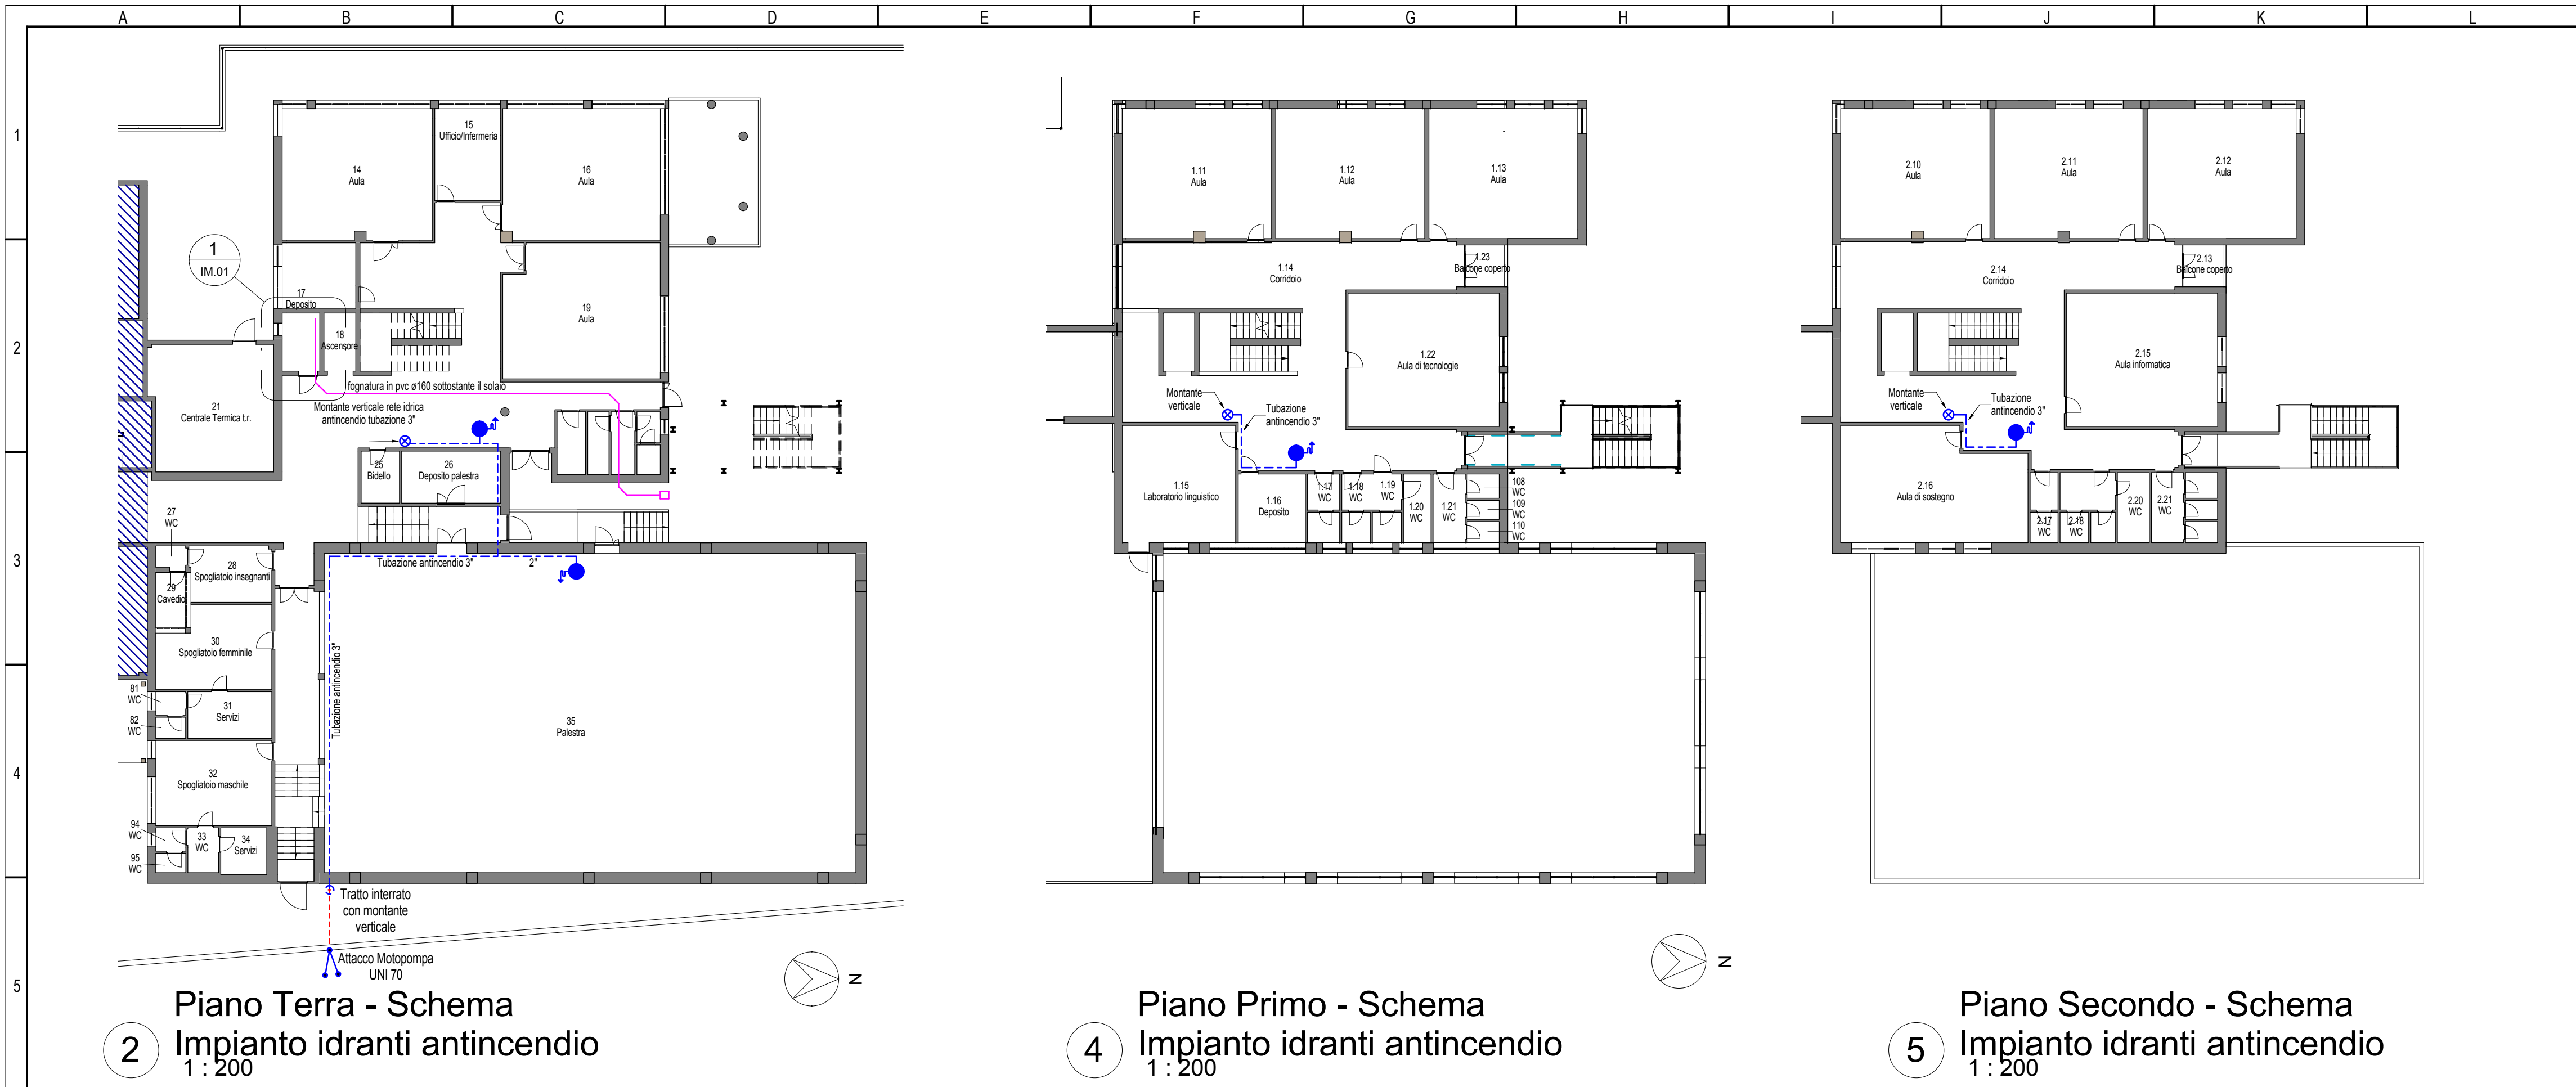 A B C D E F G H I J K L
1
2
3
4
5
15
Ufficio/Infermeria
14
Aula
16
Aula
1
IM.01
17
Deposito
18
Ascensore
19
Aula
21
Centrale Termica t.r.
fognatura in pvc ø160 sottostante il solaio
Montante verticale rete idrica
antincendio tubazione 3"
25
Bidello
26
Deposito palestra
27
WC
28
Spogliatoio insegnanti
29
Cavedio
Tubazione antincendio 3"
2"
30
Spogliatoio femminile
Tubazione antincendio 3"
81
WC
82
WC
31
Servizi
35
Palestra
32
Spogliatoio maschile
94
WC
95
WC
33
WC
34
Servizi
Tratto interrato
con montante
verticale
Attacco Motopompa
UNI 70
N
2
Piano Terra - Schema
Impianto idranti antincendio
1 : 200
1.11
Aula
1.12
Aula
1.13
Aula
1.14
Corridoio
1.23
Balcone coperto
1.22
Aula di tecnologie
Montante
verticale
Tubazione
antincendio 3"
1.15
Laboratorio linguistico
1.16
Deposito
1.17
WC
1.18
WC
1.19
WC
1.20
WC
1.21
WC
108
WC
109
WC
110
WC
N
4
Piano Primo - Schema
Impianto idranti antincendio
1 : 200
2.10
Aula
2.11
Aula
2.12
Aula
2.13
Balcone coperto
2.14
Corridoio
2.15
Aula informatica
Montante
verticale
Tubazione
antincendio 3"
2.16
Aula di sostegno
2.17
WC
2.18
WC
2.20
WC
2.21
WC
5
Piano Secondo - Schema
Impianto idranti antincendio
1 : 200